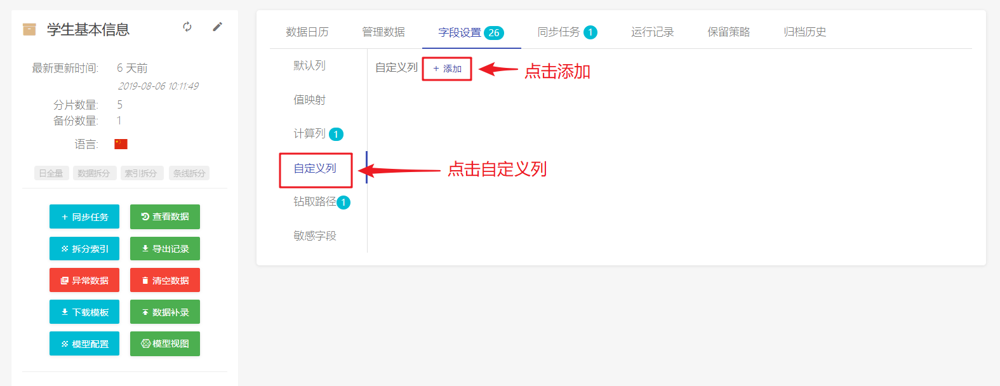 学生基本信息
最新更新时间: 6 天前
2019-08-06 10:11:49
分片数量: 5
备份数量: 1
语言:
日全量 数据拆分 索引拆分 条线拆分
+ 同步任务 查看数据
拆分索引 导出记录
异常数据 清空数据
下载模板 数据补录
模型配置 模型视图
数据日历 管理数据 字段设置 26 同步任务 1 运行记录 保留策略 归档历史
默认列
值映射
计算列 1
自定义列
钻取路径 1
敏感字段
自定义列 + 添加
点击添加
点击自定义列